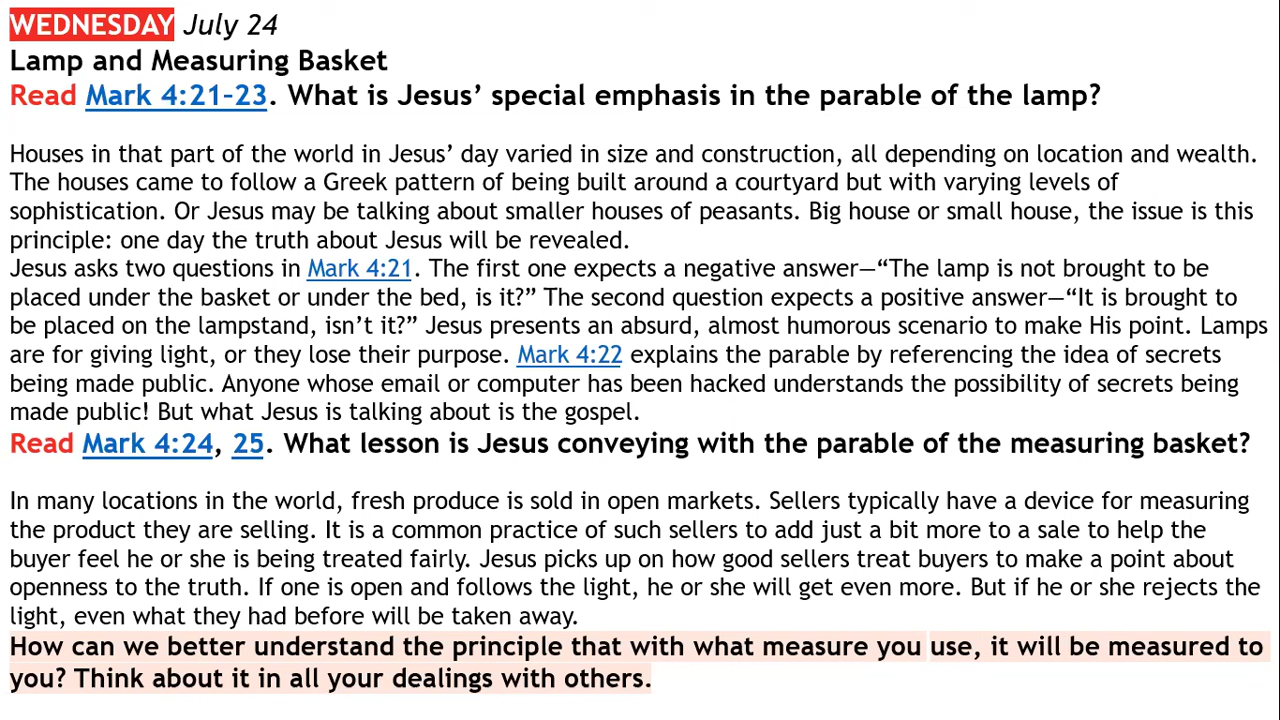 WEDNESDAY July 24
Lamp and Measuring Basket
Read Mark 4:21–23. What is Jesus’ special emphasis in the parable of the lamp?
Houses in that part of the world in Jesus’ day varied in size and construction, all depending on location and wealth.
The houses came to follow a Greek pattern of being built around a courtyard but with varying levels of
sophistication. Or Jesus may be talking about smaller houses of peasants. Big house or small house, the issue is this
principle: one day the truth about Jesus will be revealed.
Jesus asks two questions in Mark 4:21. The first one expects a negative answer—“The lamp is not brought to be
placed under the basket or under the bed, is it?” The second question expects a positive answer—“It is brought to
be placed on the lampstand, isn’t it?” Jesus presents an absurd, almost humorous scenario to make His point. Lamps
are for giving light, or they lose their purpose. Mark 4:22 explains the parable by referencing the idea of secrets
being made public. Anyone whose email or computer has been hacked understands the possibility of secrets being
made public! But what Jesus is talking about is the gospel.
Read Mark 4:24, 25. What lesson is Jesus conveying with the parable of the measuring basket?
In many locations in the world, fresh produce is sold in open markets. Sellers typically have a device for measuring
the product they are selling. It is a common practice of such sellers to add just a bit more to a sale to help the
buyer feel he or she is being treated fairly. Jesus picks up on how good sellers treat buyers to make a point about
openness to the truth. If one is open and follows the light, he or she will get even more. But if he or she rejects the
light, even what they had before will be taken away.
How can we better understand the principle that with what measure you use, it will be measured to
you? Think about it in all your dealings with others.